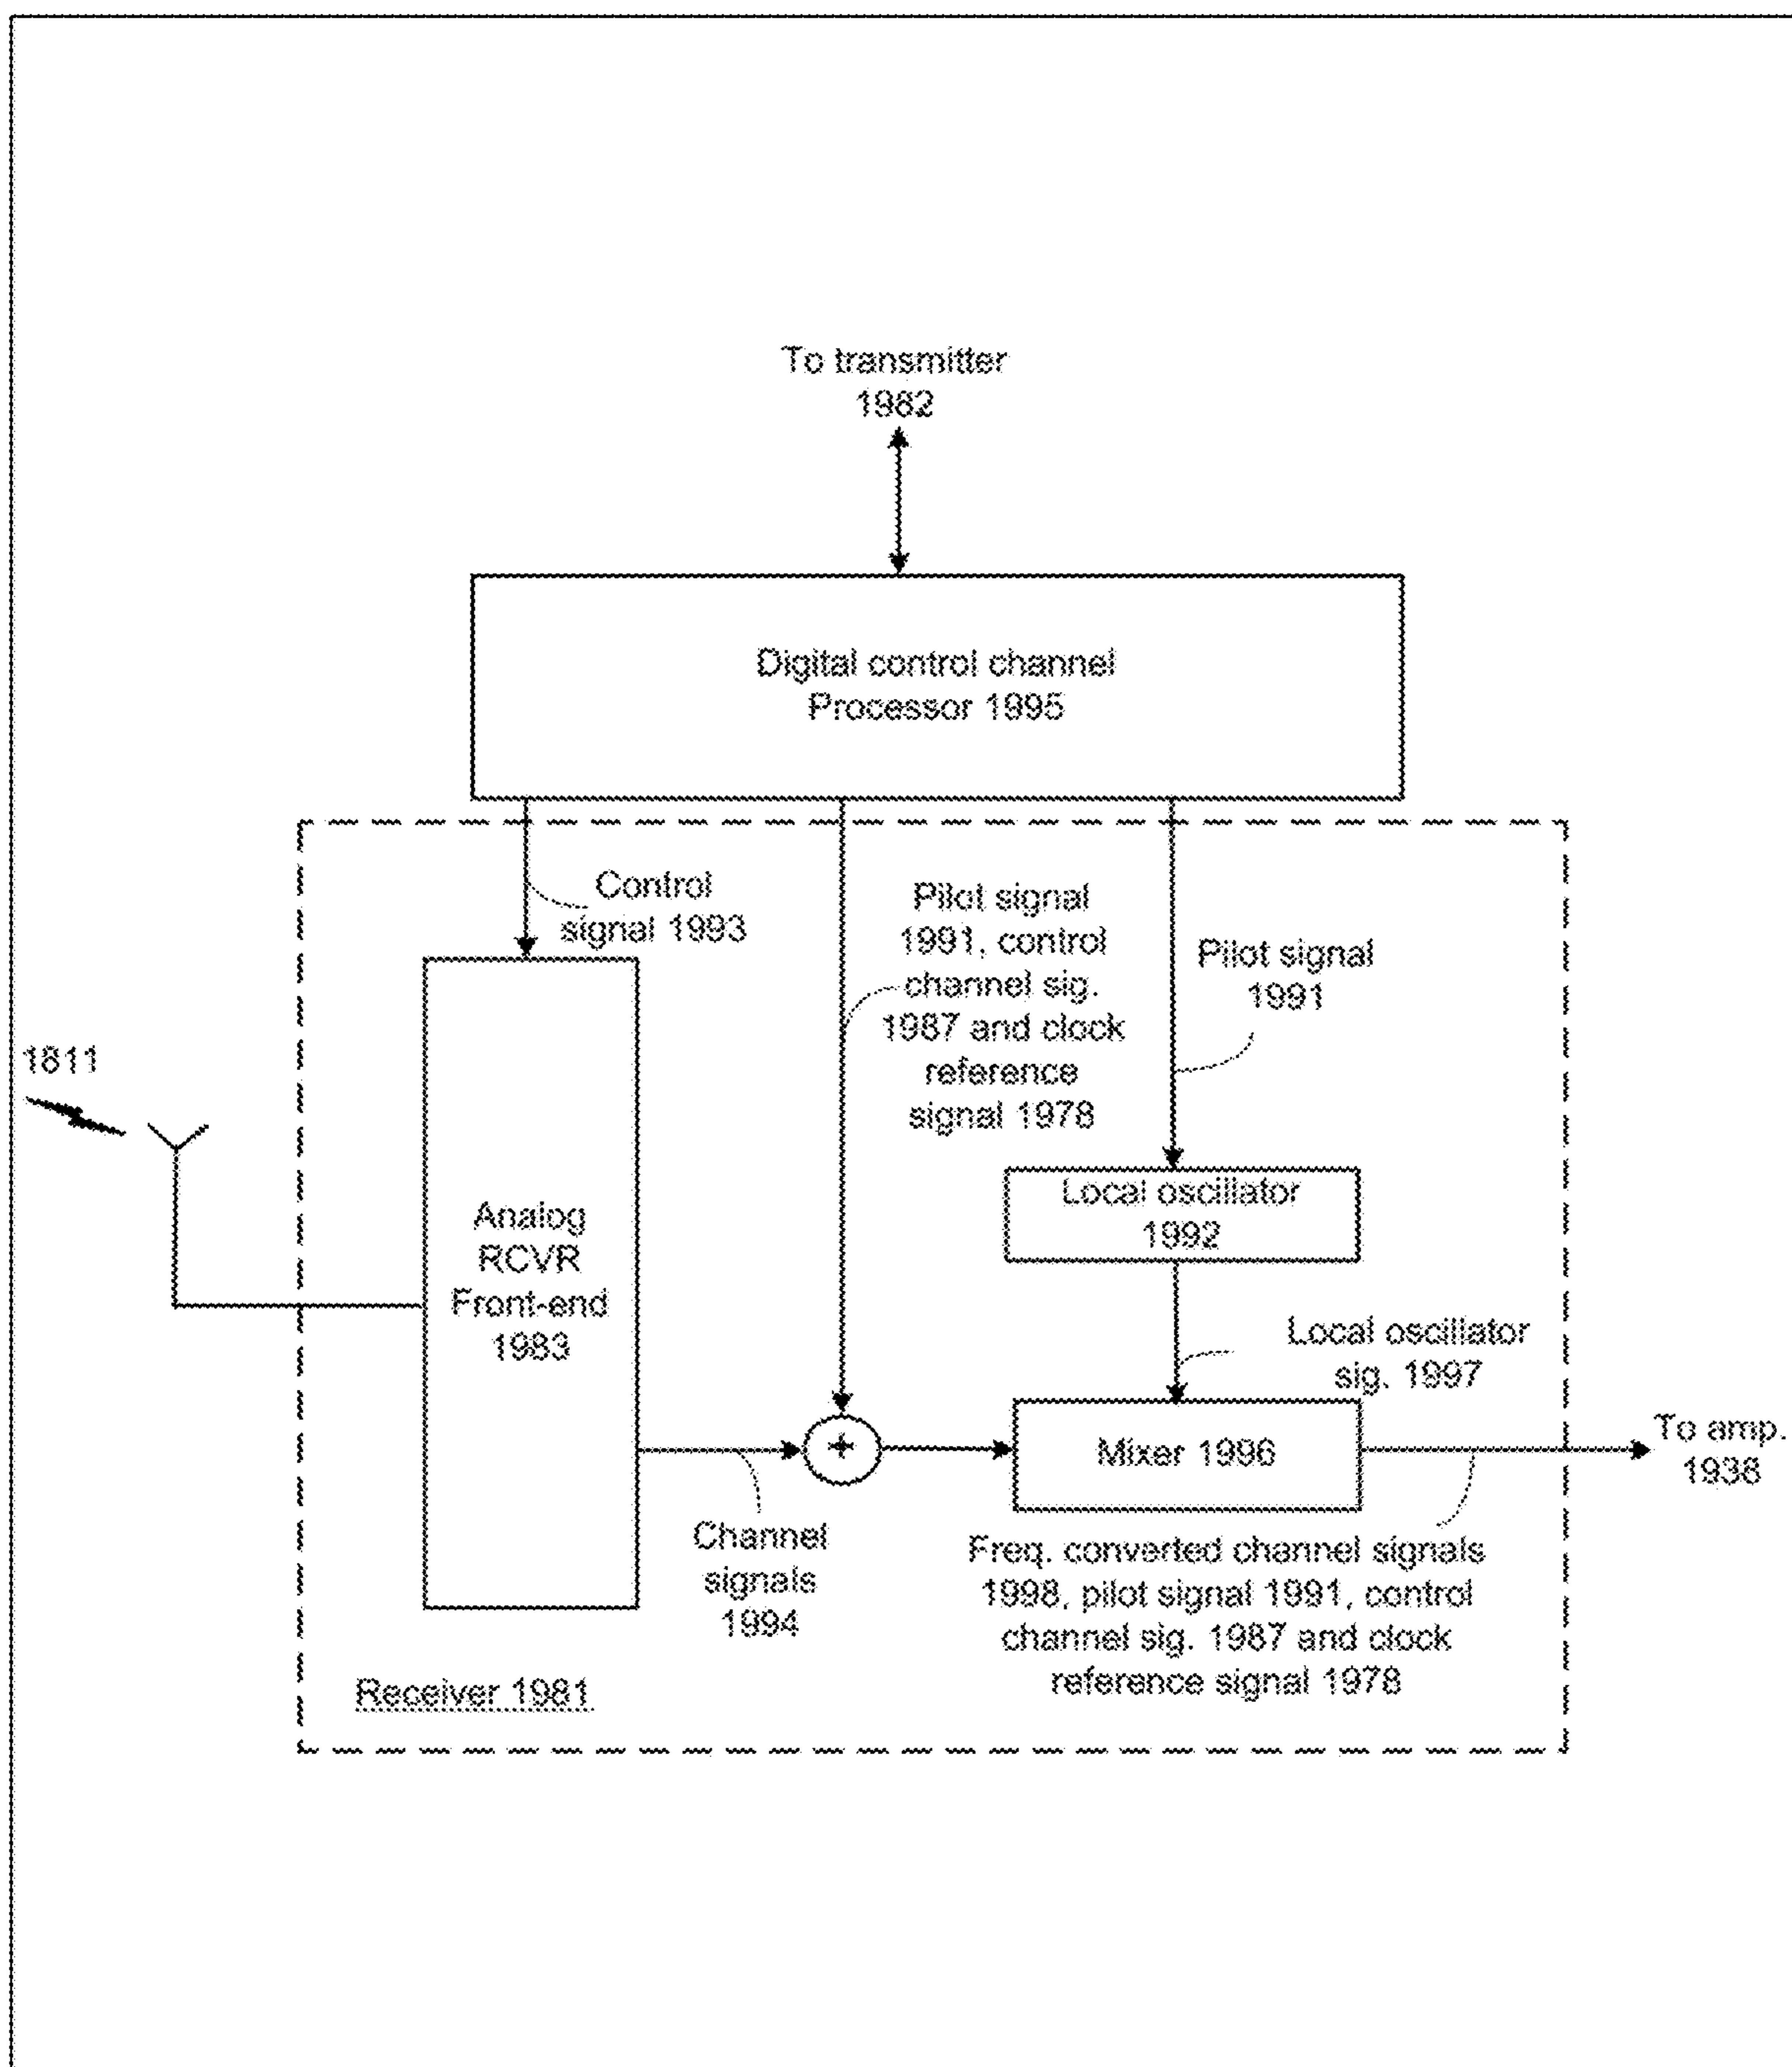 To transmitter
1982
Digital control channel
Processor 1995
Control
signal 1993
Pilot signal
1991, control
channel sig.
1987 and clock
reference
signal 1978
Pilot signal
1991
1811
Analog
RCVR
Front-end
1983
Local oscillator
1992
Local oscillator
sig. 1997
+
Mixer 1996
To amp.
1938
Channel
signals
1994
Freq. converted channel signals
1998, pilot signal 1991, control
channel sig. 1987 and clock
reference signal 1978
Receiver 1981